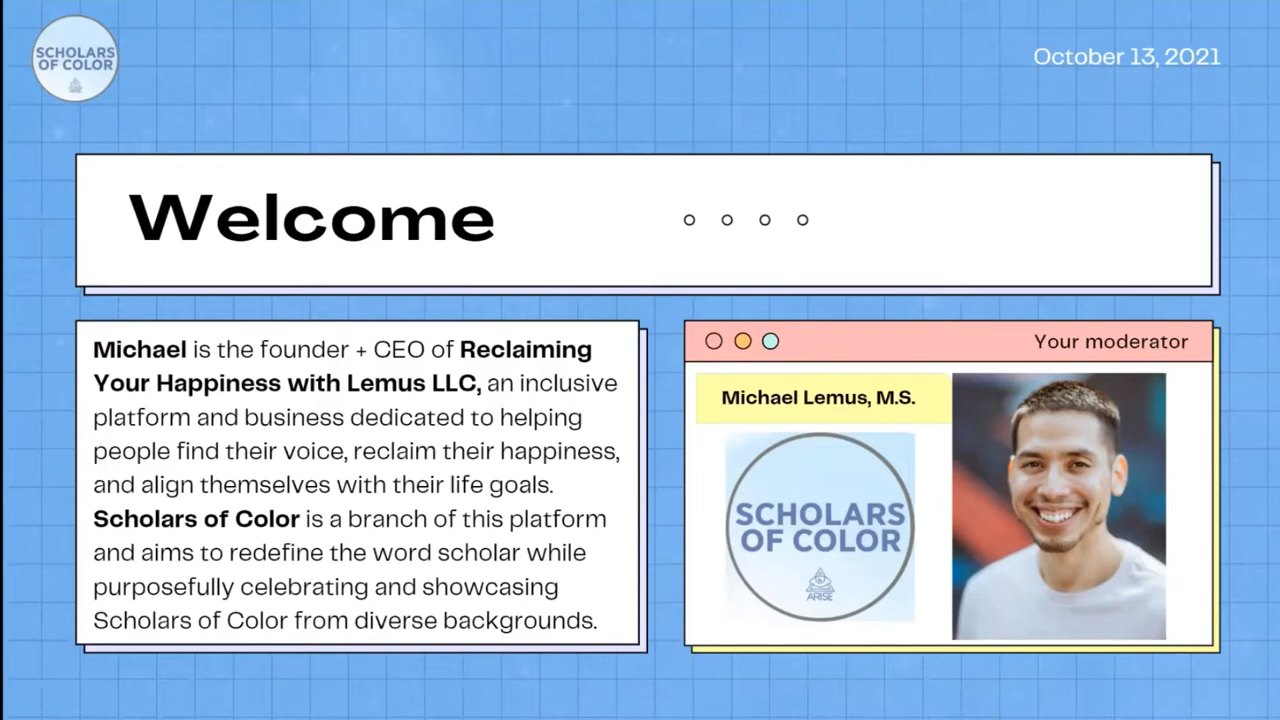 SCHOLARS
OF COLOR
October 13, 2021
Welcome
Michael is the founder + CEO of Reclaiming
Your Happiness with Lemus LLC, an inclusive
platform and business dedicated to helping
people find their voice, reclaim their happiness,
and align themselves with their life goals.
Scholars of Color is a branch of this platform
and aims to redefine the word scholar while
purposefully celebrating and showcasing
Scholars of Color from diverse backgrounds.
Your moderator
Michael Lemus, M.S.
SCHOLARS
OF COLOR
ARISE